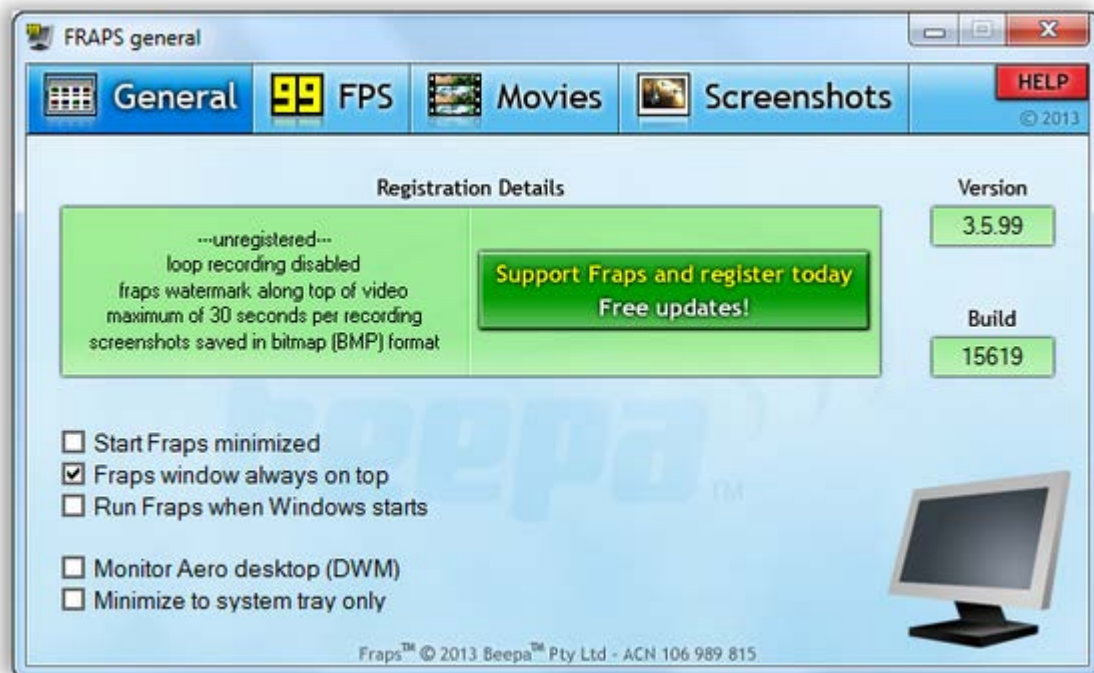 FRAPS general
General
99 FPS
Movies
Screenshots
HELP
© 2013
Registration Details
---unregistered---
loop recording disabled
fraps watermark along top of video
maximum of 30 seconds per recording
screenshots saved in bitmap (BMP) format
Support Fraps and register today
Free updates!
Version
3.5.99
Build
15619
beepa™
Start Fraps minimized
Fraps window always on top
Run Fraps when Windows starts
Monitor Aero desktop (DWM)
Minimize to system tray only
Fraps™ © 2013 Beepa™ Pty Ltd - ACN 106 989 815